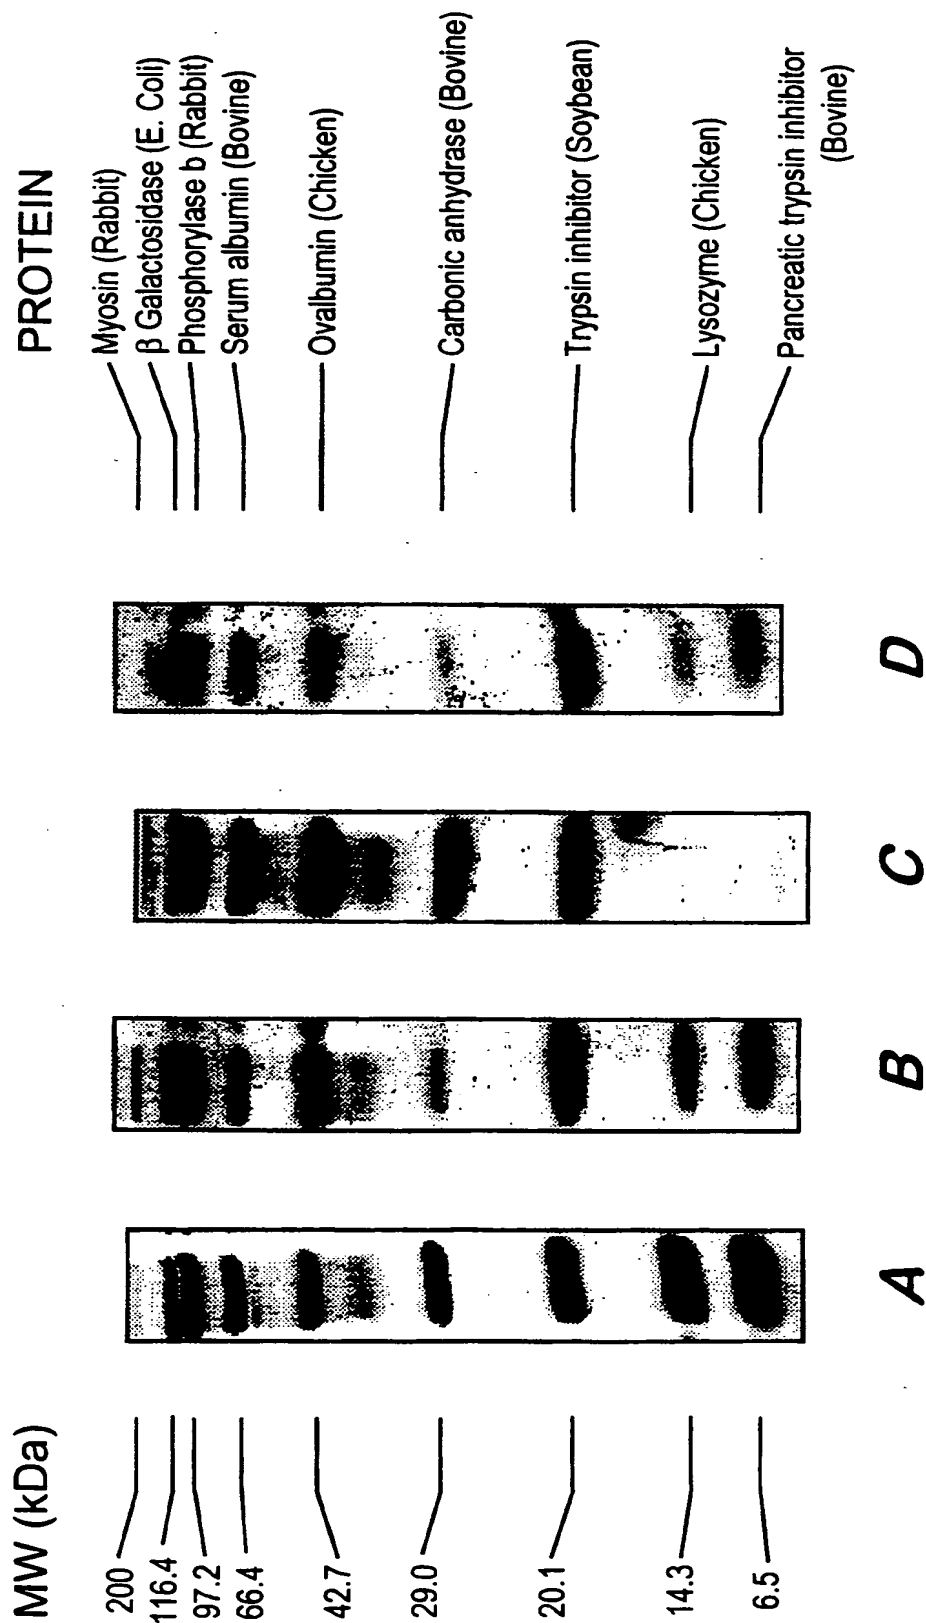 MW (kDa)
200
116.4
97.2
66.4
42.7
29.0
20.1
14.3
6.5
A
B
C
D
PROTEIN
Myosin (Rabbit)
β Galactosidase (E. Coli)
Phosphorylase b (Rabbit)
Serum albumin (Bovine)
Ovalbumin (Chicken)
Carbonic anhydrase (Bovine)
Trypsin inhibitor (Soybean)
Lysozyme (Chicken)
Pancreatic trypsin inhibitor
(Bovine)